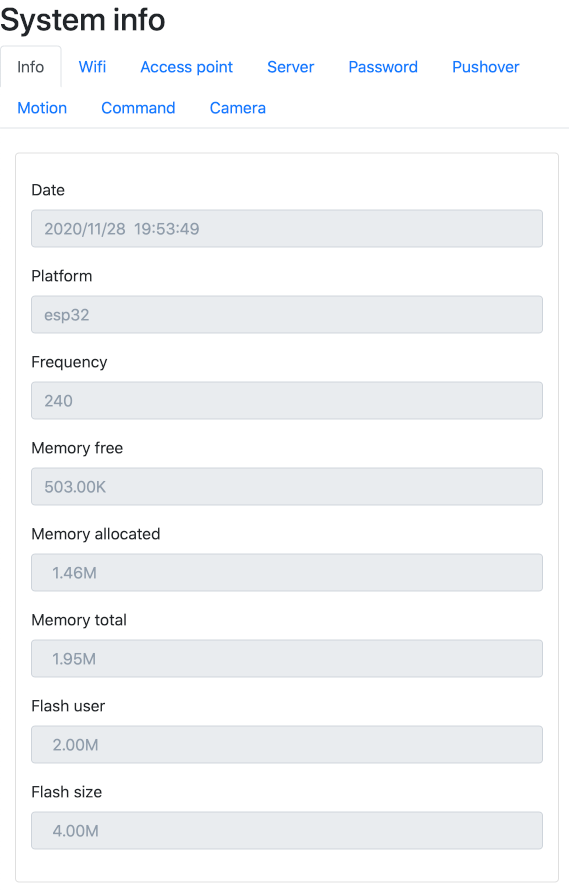 System info
Info Wifi Access point Server Password Pushover
Motion Command Camera
Date
2020/11/28  19:53:49
Platform
esp32
Frequency
240
Memory free
503.00K
Memory allocated
1.46M
Memory total
1.95M
Flash user
2.00M
Flash size
4.00M